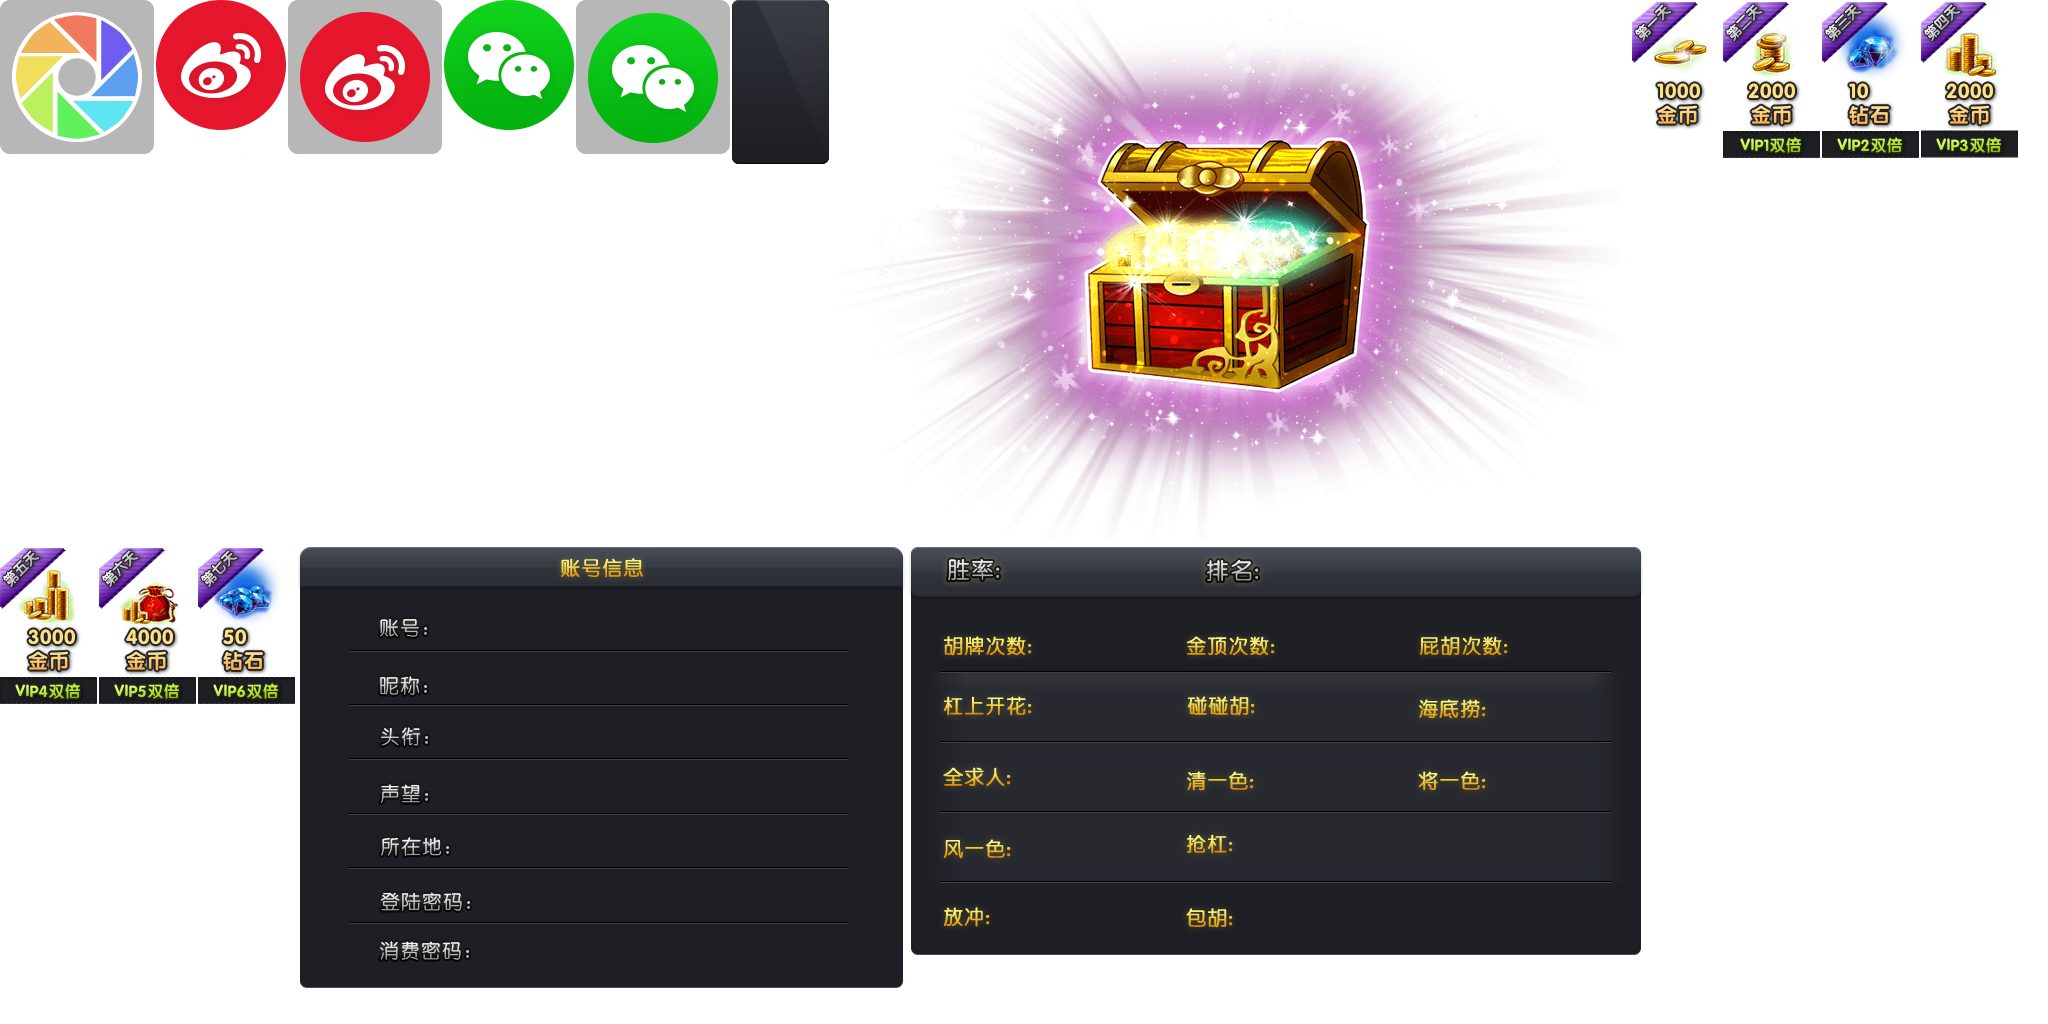 第一天
1000
金币
第二天
2000
金币
VIP1双倍
第三天
10
钻石
VIP2双倍
第四天
2000
金币
VIP3双倍
第五天
3000
金币
VIP4双倍
第六天
4000
金币
VIP5双倍
第七天
50
钻石
VIP6双倍
账号信息
账号:
昵称:
头衔:
声望:
所在地:
登陆密码:
消费密码:
胜率: 排名:
胡牌次数: 金顶次数: 屁胡次数:
杠上开花: 碰碰胡: 海底捞:
全求人: 清一色: 将一色:
风一色: 抢杠:
放冲: 包胡: